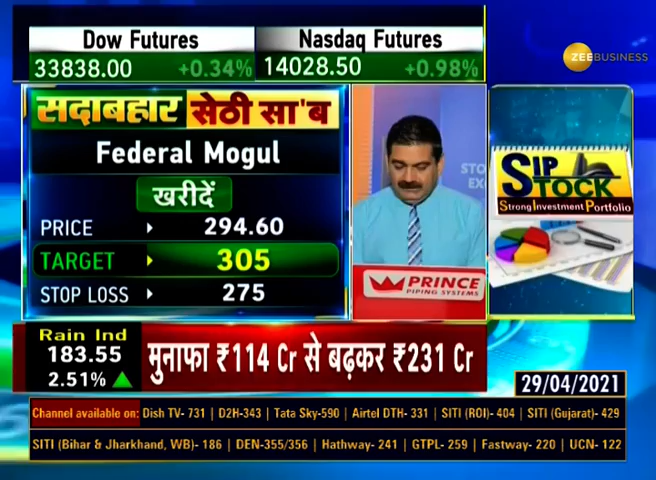 Dow Futures
33838.00 +0.34%
Nasdaq Futures
14028.50 +0.98%
ZEEBUSINESS
सदाबहार सेठी सा'ब
Federal Mogul
खरीदें
PRICE 294.60
TARGET 305
STOP LOSS 275
STO
EX
PRINCE
PIPING SYSTEMS
SIP
STOCK
Strong Investment Portfolio
Rain Ind
183.55
2.51%
मुनाफा ₹114 Cr से बढ़कर ₹231 Cr
29/04/2021
Channel available on: Dish TV- 731 | D2H-343 | Tata Sky-590 | Airtel DTH- 331 | SITI (ROI)- 404 | SITI (Gujarat)- 429
SITI (Bihar & Jharkhand, WB)- 186 | DEN-355/356 | Hathway- 241 | GTPL- 259 | Fastway- 220 | UCN- 122